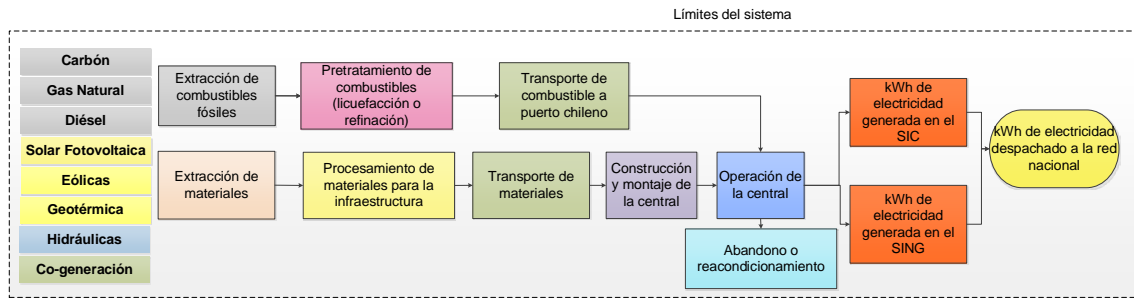 Límites del sistema
Carbón
Gas Natural
Diésel
Solar Fotovoltaica
Eólicas
Geotérmica
Hidráulicas
Co-generación
Extracción de
combustibles
fósiles
Pretratamiento de
combustibles
(licuefacción o
refinación)
Transporte de
combustible a
puerto chileno
Extracción de
materiales
Procesamiento de
materiales para la
infraestructura
Transporte de
materiales
Construcción
y montaje de
la central
Operación de
la central
Abandono o
reacondicionamiento
kWh de
electricidad
generada en el
SIC
kWh de
electricidad
generada en el
SING
kWh de electricidad
despachado a la red
nacional